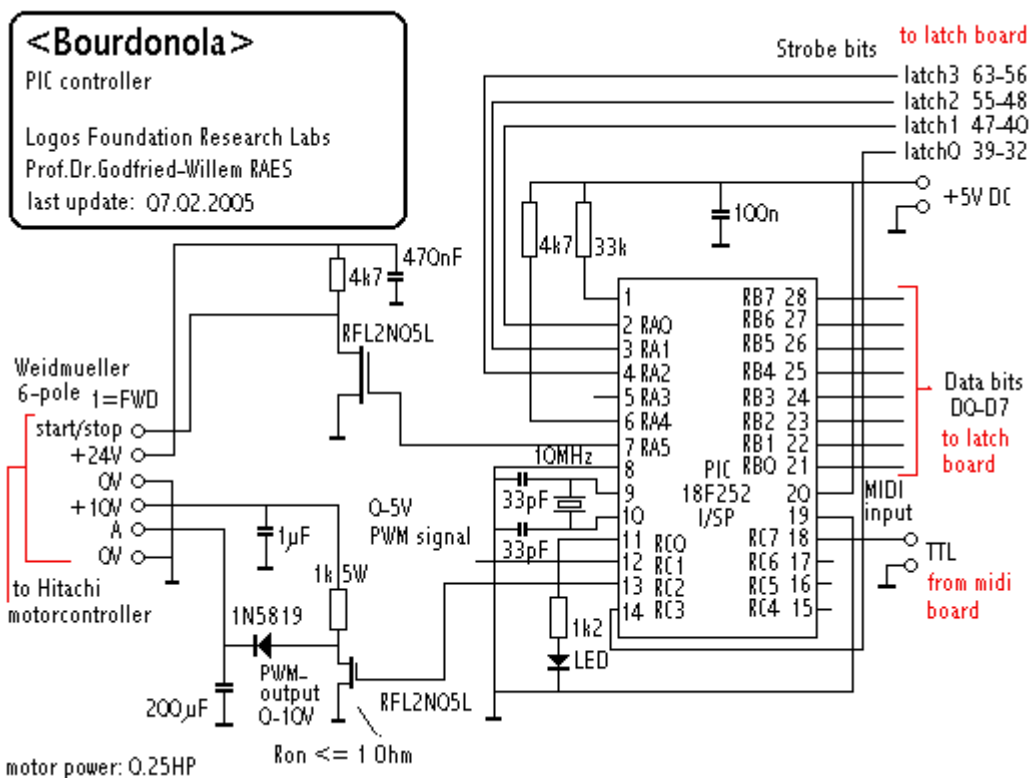 <Bourdonola>
PIC controller
Logos Foundation Research Labs
Prof.Dr.Godfried-Willem RAES
last update: 07.02.2005
Strobe bits
to latch board
latch3 63-56
latch2 55-48
latch1 47-40
latch0 39-32
+5V DC
100n
4k7
33k
470nF
4k7
RFL2N05L
Weidmueller
6-pole
1=FWD
start/stop
+24V
0V
+10V
A
0V
to Hitachi
motorcontroller
1µF
1k 5W
1N5819
PWM-
output
0-10V
200µF
RFL2N05L
Ron <= 1 Ohm
motor power: 0.25HP
0-5V
PWM signal
10MHz
33pF
33pF
1k2
LED
PIC
18F252
I/SP
1
2 RA0
3 RA1
4 RA2
5 RA3
6 RA4
7 RA5
8
9
10
11 RC0
12 RC1
13 RC2
14 RC3
RB7 28
RB6 27
RB5 26
RB4 25
RB3 24
RB2 23
RB1 22
RB0 21
20
19
RC7 18
RC6 17
RC5 16
RC4 15
Data bits
D0-D7
to latch
board
MIDI
input
TTL
from midi
board